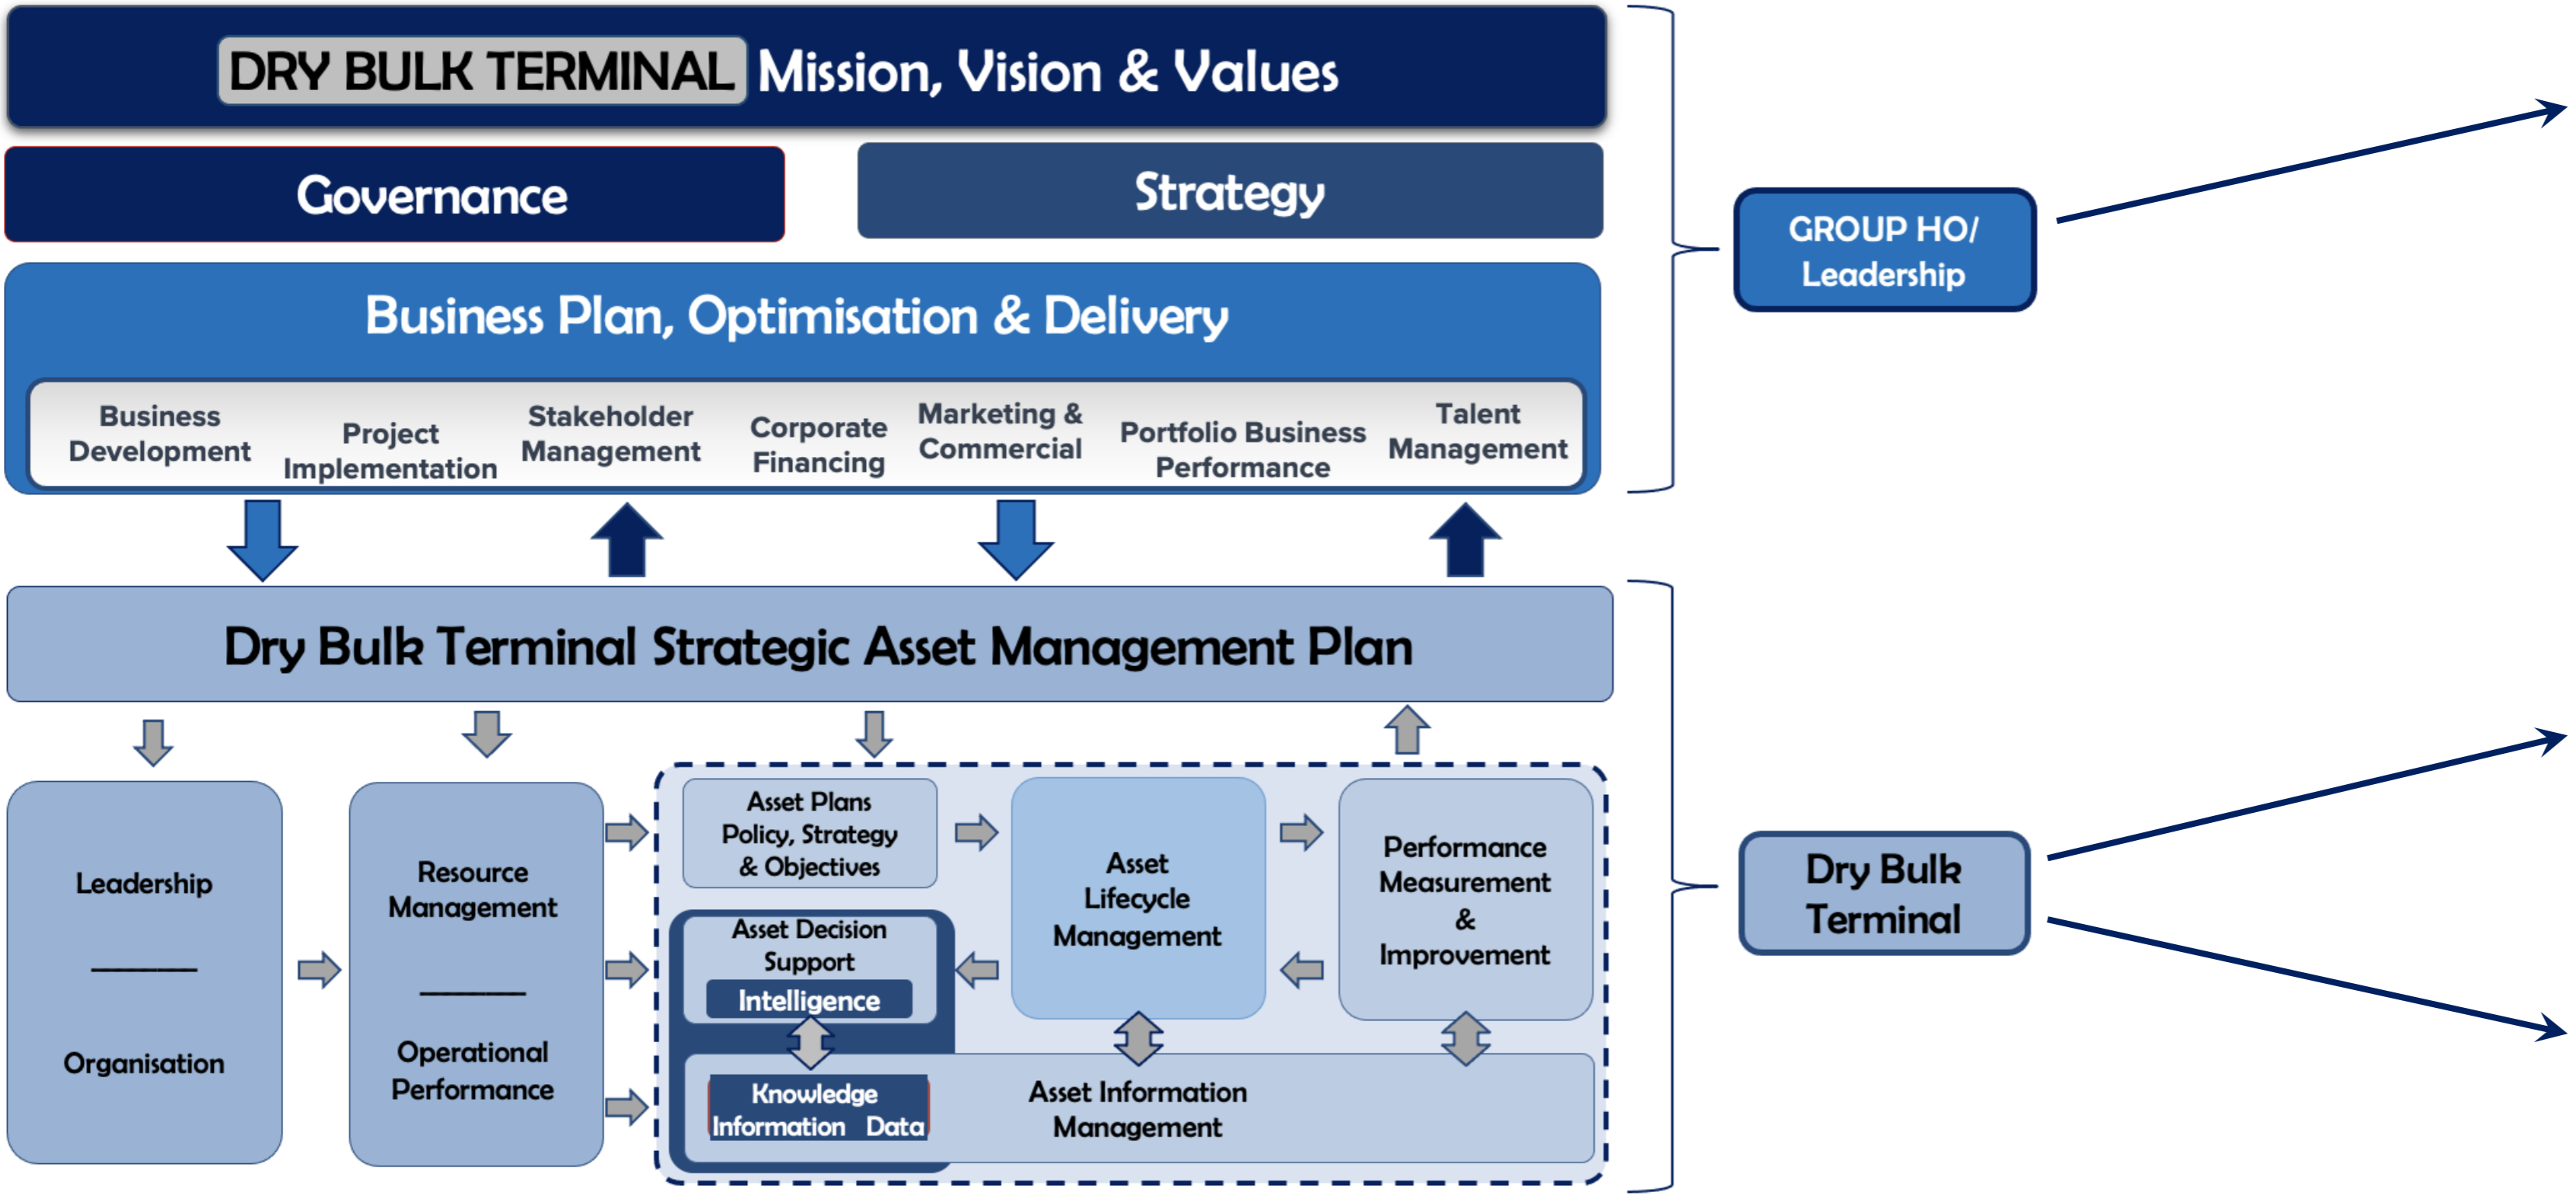 DRY BULK TERMINAL Mission, Vision & Values
Governance
Strategy
GROUP HO/
Leadership
Business Plan, Optimisation & Delivery
Business
Development
Project
Implementation
Stakeholder
Management
Corporate
Financing
Marketing &
Commercial
Portfolio Business
Performance
Talent
Management
Dry Bulk Terminal Strategic Asset Management Plan
Leadership
Organisation
Resource
Management
Operational
Performance
Asset Plans
Policy, Strategy
& Objectives
Asset Decision
Support
Intelligence
Knowledge
Information Data
Asset
Lifecycle
Management
Performance
Measurement
&
Improvement
Asset Information
Management
Dry Bulk
Terminal